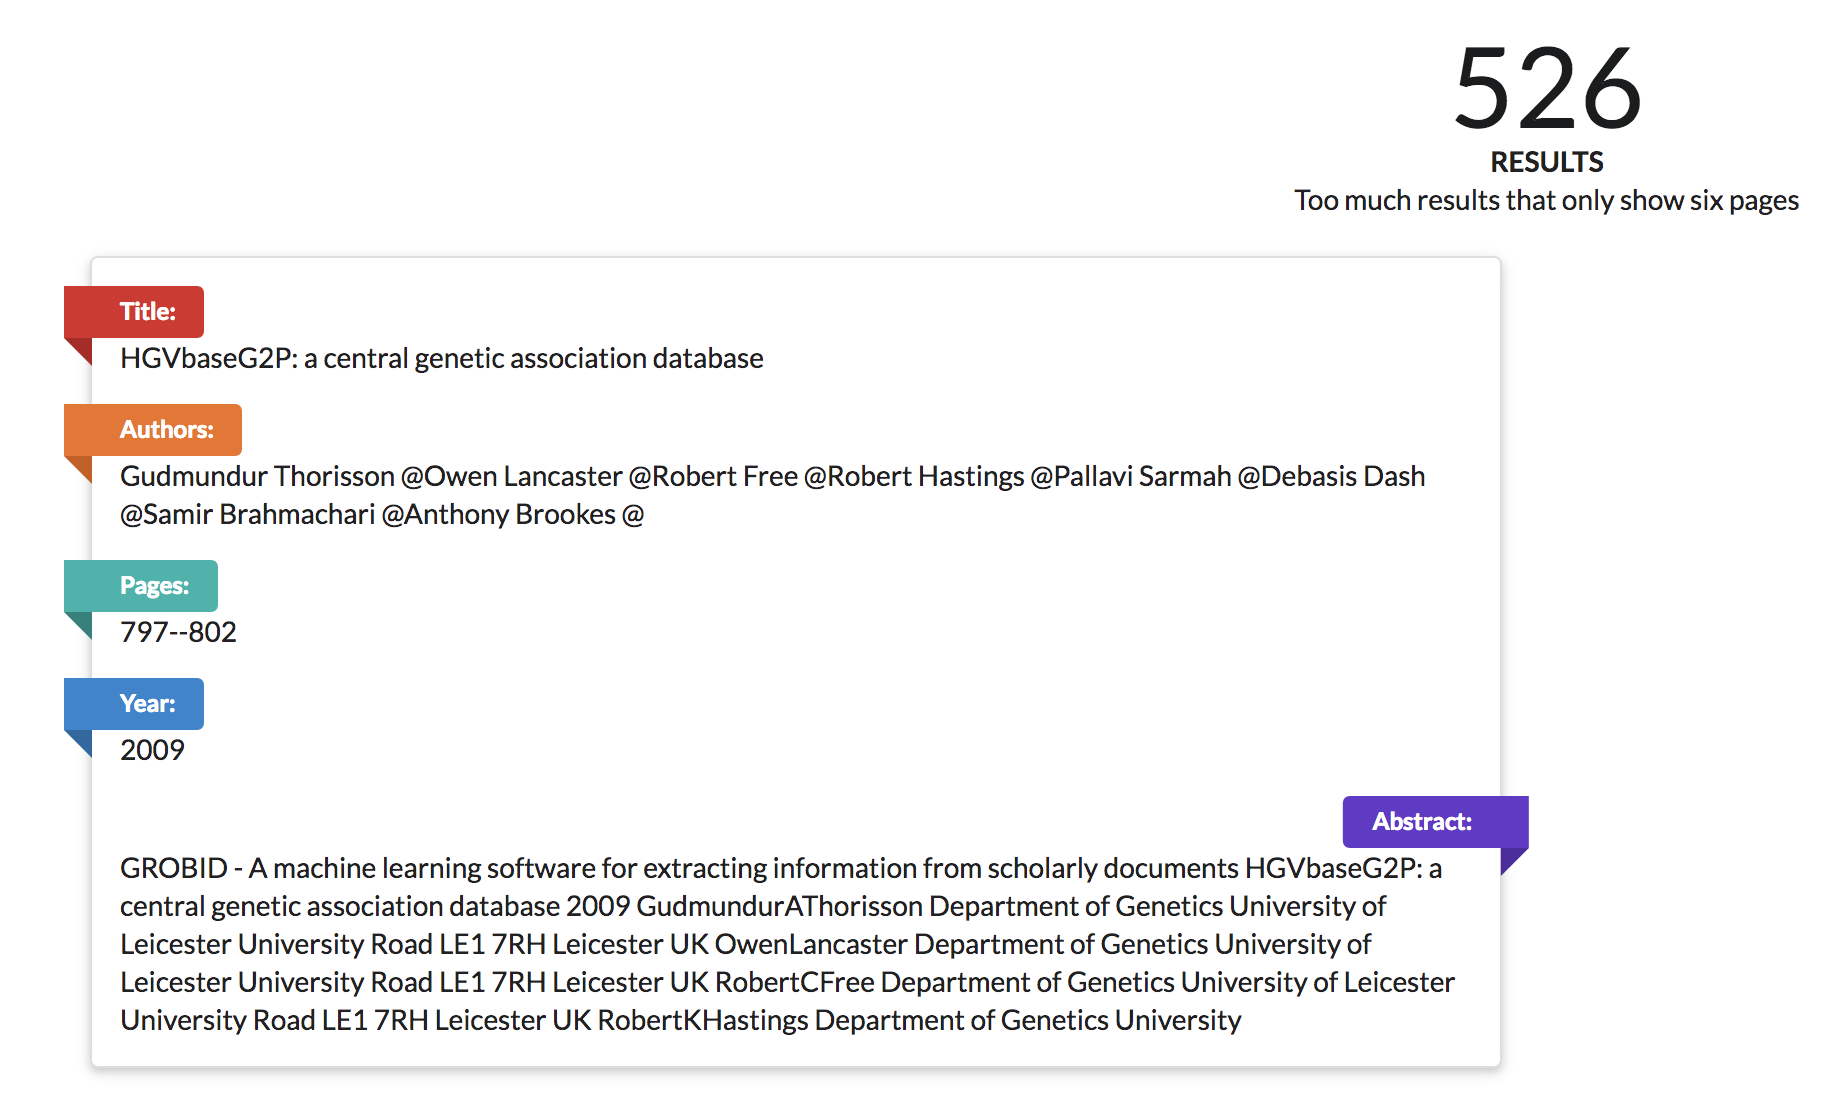 526
RESULTS
Too much results that only show six pages
Title:
HGVbaseG2P: a central genetic association database
Authors:
Gudmundur Thorisson @Owen Lancaster @Robert Free @Robert Hastings @Pallavi Sarmah @Debasis Dash
@Samir Brahmachari @Anthony Brookes @
Pages:
797--802
Year:
2009
Abstract:
GROBID - A machine learning software for extracting information from scholarly documents HGVbaseG2P: a
central genetic association database 2009 GudmundurAThorisson Department of Genetics University of
Leicester University Road LE1 7RH Leicester UK OwenLancaster Department of Genetics University of
Leicester University Road LE1 7RH Leicester UK RobertCFree Department of Genetics University of Leicester
University Road LE1 7RH Leicester UK RobertKHastings Department of Genetics University